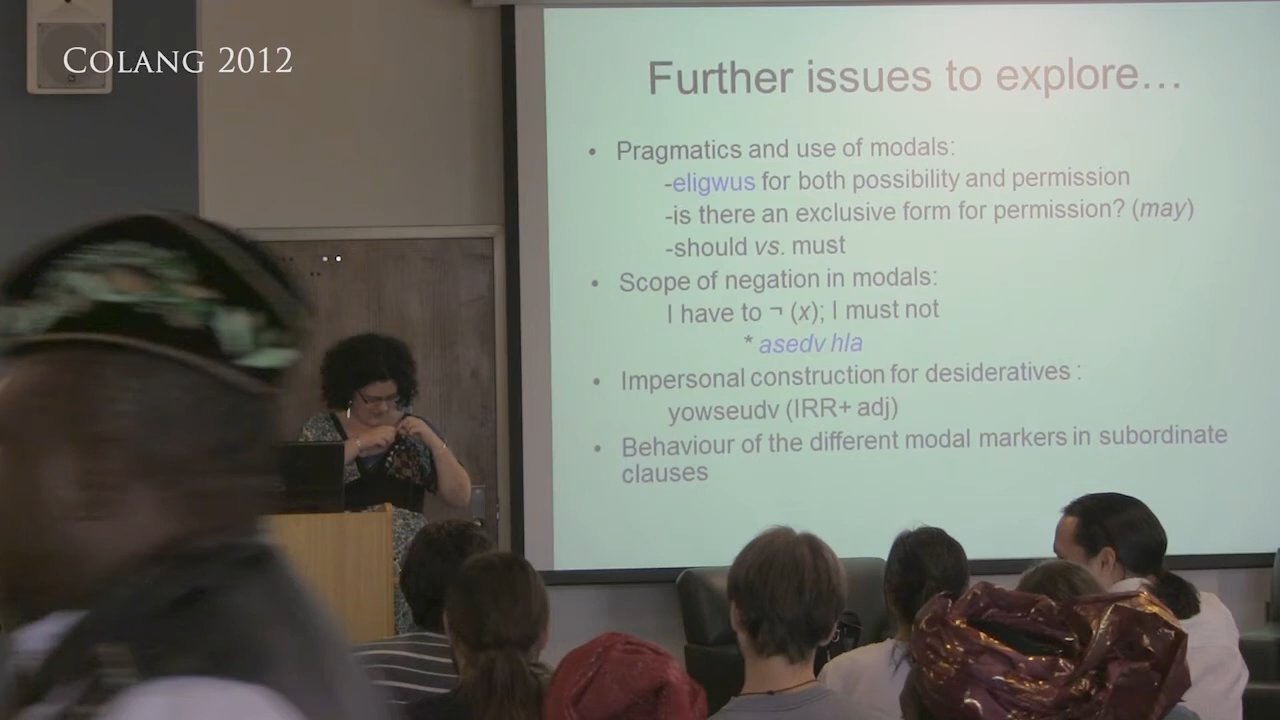 COLANG 2012
Further issues to explore…
• Pragmatics and use of modals:
-eligwus for both possibility and permission
-is there an exclusive form for permission? (may)
-should vs. must
• Scope of negation in modals:
I have to ¬ (x); I must not
* asedv hla
• Impersonal construction for desideratives :
yowseudv (IRR+ adj)
• Behaviour of the different modal markers in subordinate
clauses